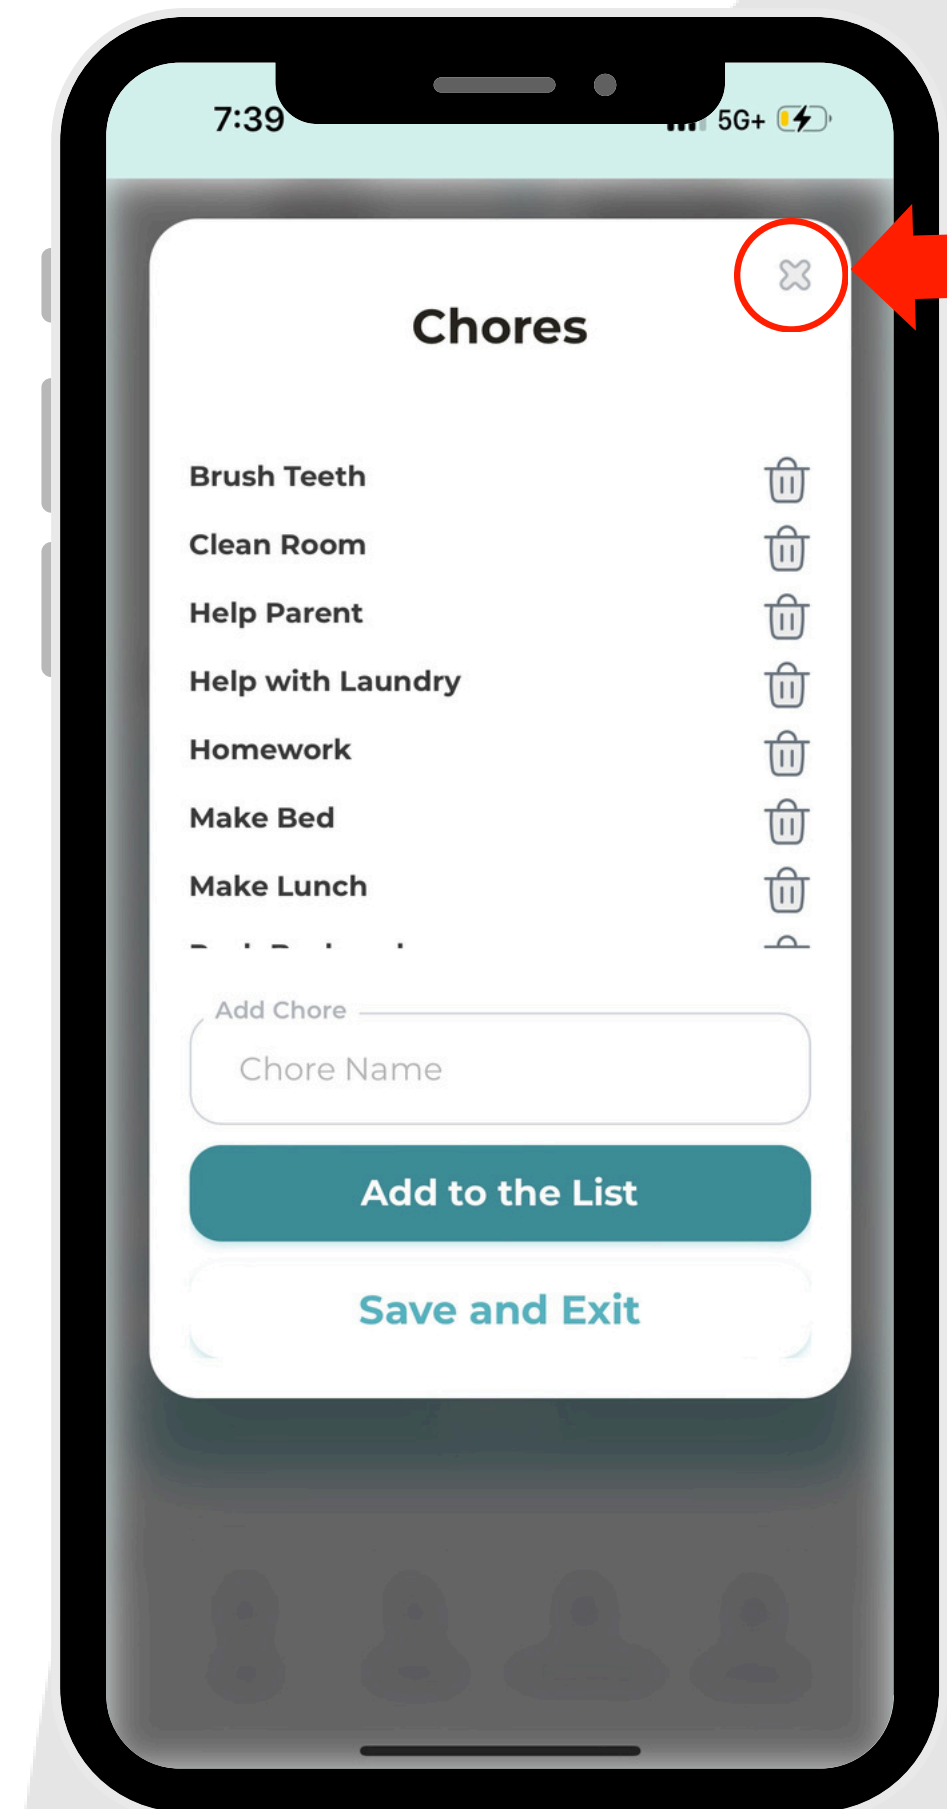 7:39
5G+
Chores
Brush Teeth
Clean Room
Help Parent
Help with Laundry
Homework
Make Bed
Make Lunch
Add Chore
Chore Name
Add to the List
Save and Exit